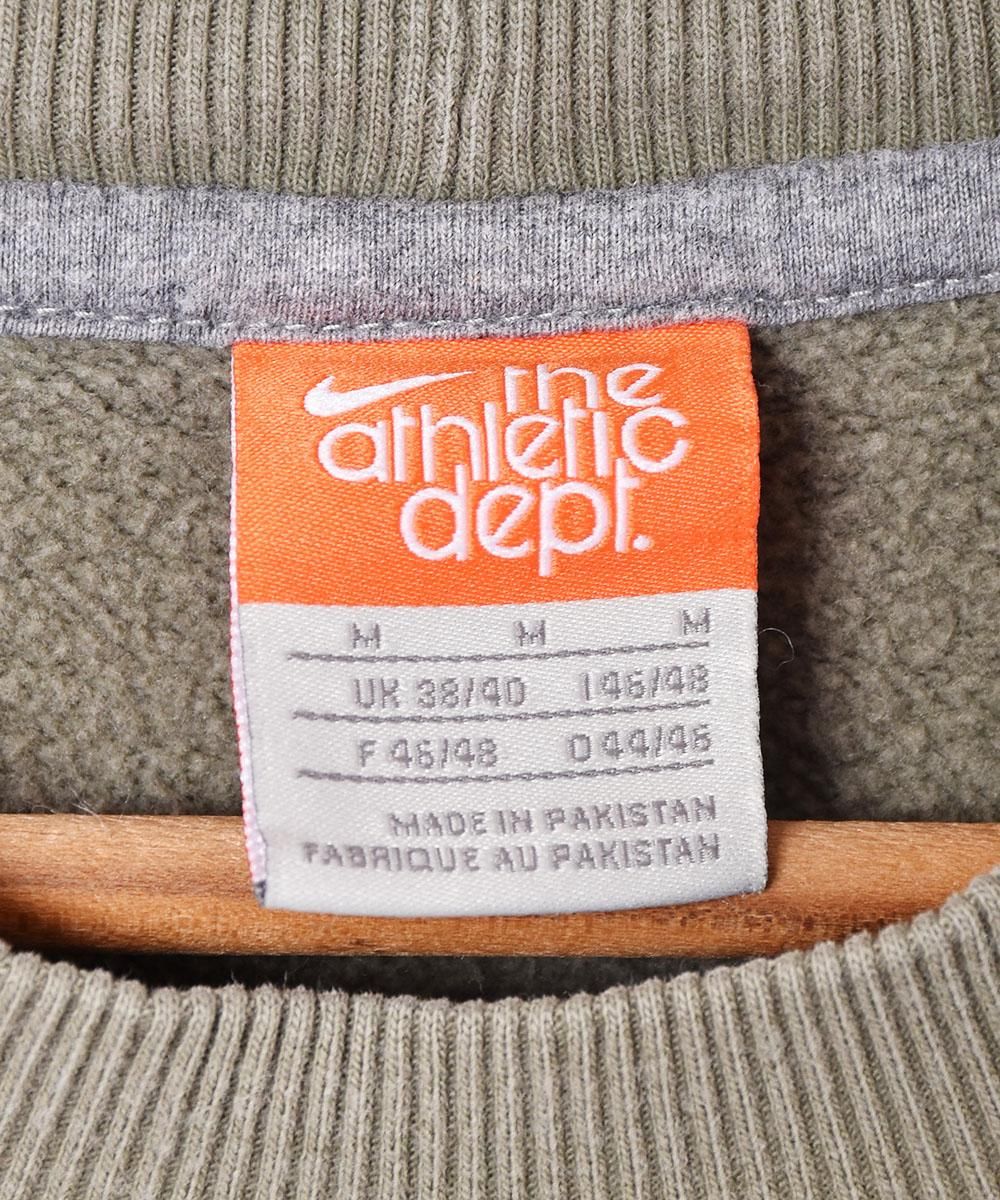 the
athletic
dept.
M M M
UK 38/40 I 46/48
F 46/48 D 44/46
MADE IN PAKISTAN
FABRIQUE AU PAKISTAN